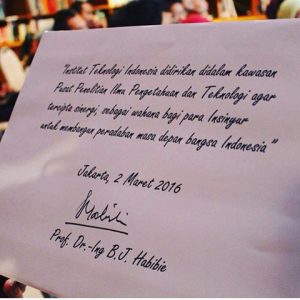 "Institut Teknologi Indonesia didirikan didalam kawasan
Pusat Penelitian Ilmu Pengetahuan dan Teknologi agar
tercipta sinergi, sebagai wahana bagi para Insinyur
untuk membangun peradaban masa depan bangsa Indonesia"
Jakarta, 2 Maret 2016
Prof. Dr.-Ing B.J. Habibie